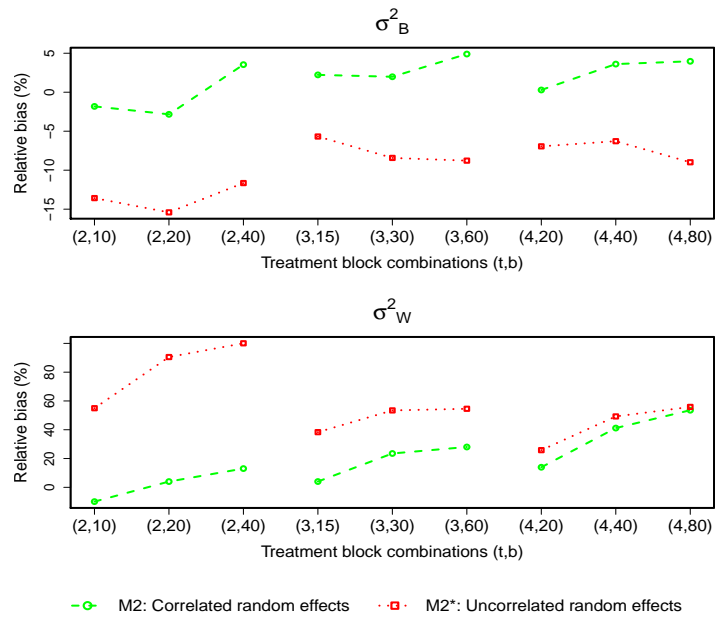 σ²B
Relative bias (%)
5
0
−5
−10
−15
(2,10) (2,20) (2,40) (3,15) (3,30) (3,60) (4,20) (4,40) (4,80)
Treatment block combinations (t,b)
σ²W
Relative bias (%)
80
60
40
20
0
(2,10) (2,20) (2,40) (3,15) (3,30) (3,60) (4,20) (4,40) (4,80)
Treatment block combinations (t,b)
M2: Correlated random effects M2*: Uncorrelated random effects